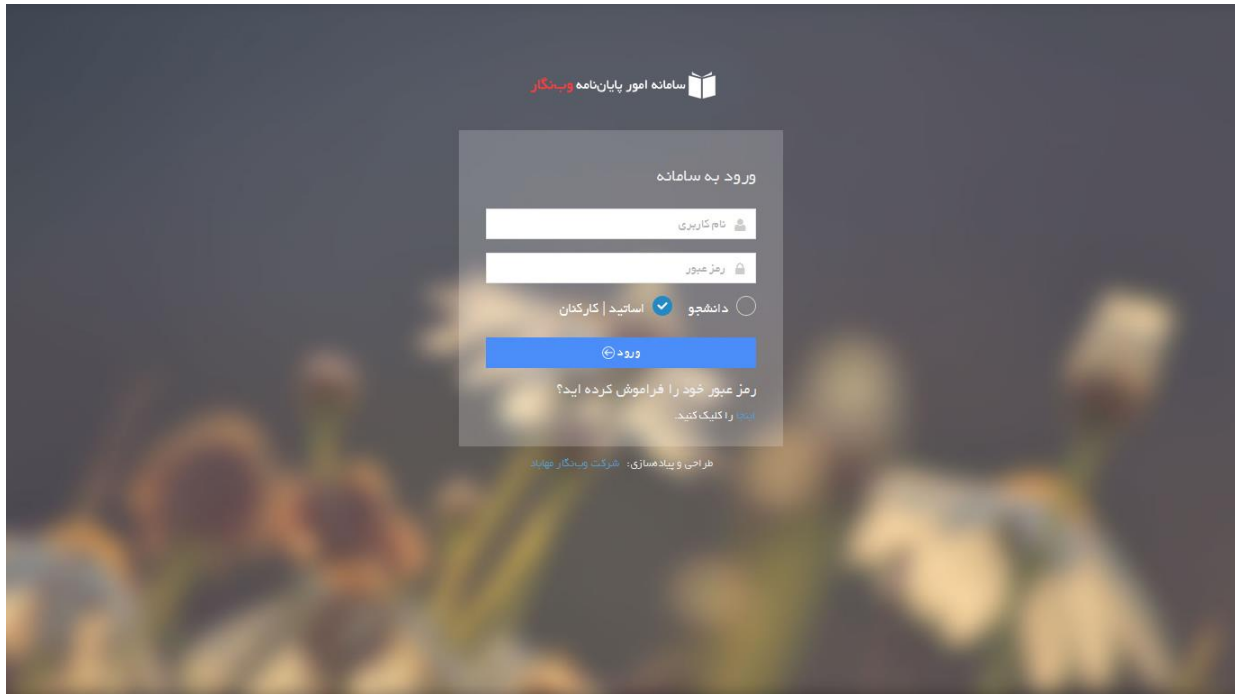 سامانه امور پایان‌نامه وب‌نگار
ورود به سامانه
نام کاربری
رمز عبور
دانشجو اساتید | کارکنان
ورود
رمز عبور خود را فراموش کرده اید؟
اینجا را کلیک کنید.
طراحی و پیاده‌سازی: شرکت وب‌نگار مهاباد